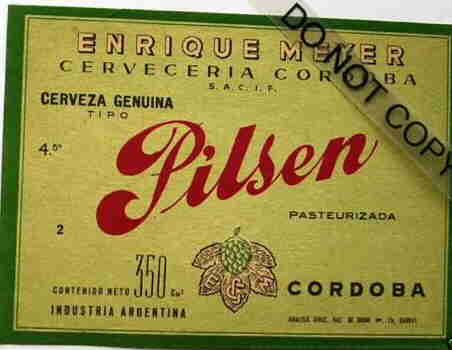 ENRIQUE MEYER
CERVECERIA CORDOBA
S.A.C.I.F.
CERVEZA GENUINA
TIPO
4.0°
Pilsen
PASTEURIZADA
2
CONTENIDO NETO 350 Cm³
CORDOBA
INDUSTRIA ARGENTINA
DO NOT COPY